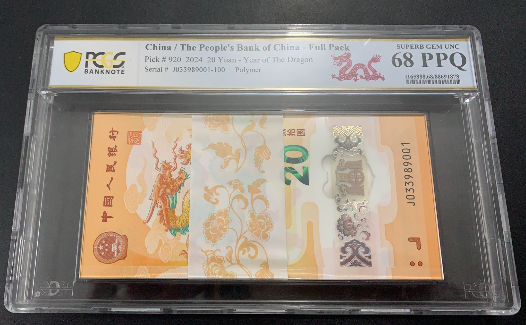 PCGS
BANKNOTE
China / The People's Bank of China - Full Pack
Pick # 920 2024 20 Yuan - Year of The Dragon
Serial # J033989001-100 Polymer
SUPERB GEM UNC
68 PPQ
中国人民银行
20
J033989001